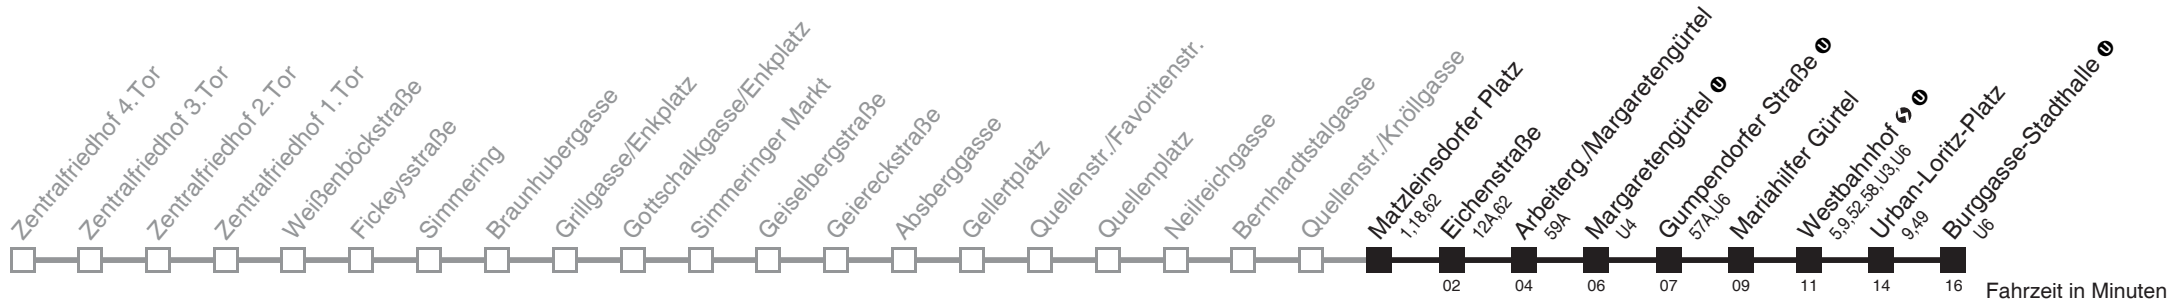 Zentralfriedhof 4.Tor
Zentralfriedhof 3.Tor
Zentralfriedhof 2.Tor
Zentralfriedhof 1.Tor
Weißenböckstraße
Fickeysstraße
Simmering
Braunhubergasse
Grillgasse/Enkplatz
Gottschalkgasse/Enkplatz
Simmeringer Markt
Geiselbergstraße
Geiereckstraße
Absberggasse
Gellertplatz
Quellenstr./Favoritenstr.
Quellenplatz
Neilreichgasse
Bernhardtstalgasse
Quellenstr./Knöllgasse
Matzleinsdorfer Platz
1,18,62
Eichenstraße
12A,62
Arbeiterg./Margaretengürtel
59A
Margaretengürtel U
U4
Gumpendorfer Straße U
57A,U6
Mariahilfer Gürtel
Westbahnhof S U
5,9,52,58,U3,U6
Urban-Loritz-Platz
9,49
Burggasse-Stadthalle U
U6
02 04 06 07 09 11 14 16 Fahrzeit in Minuten